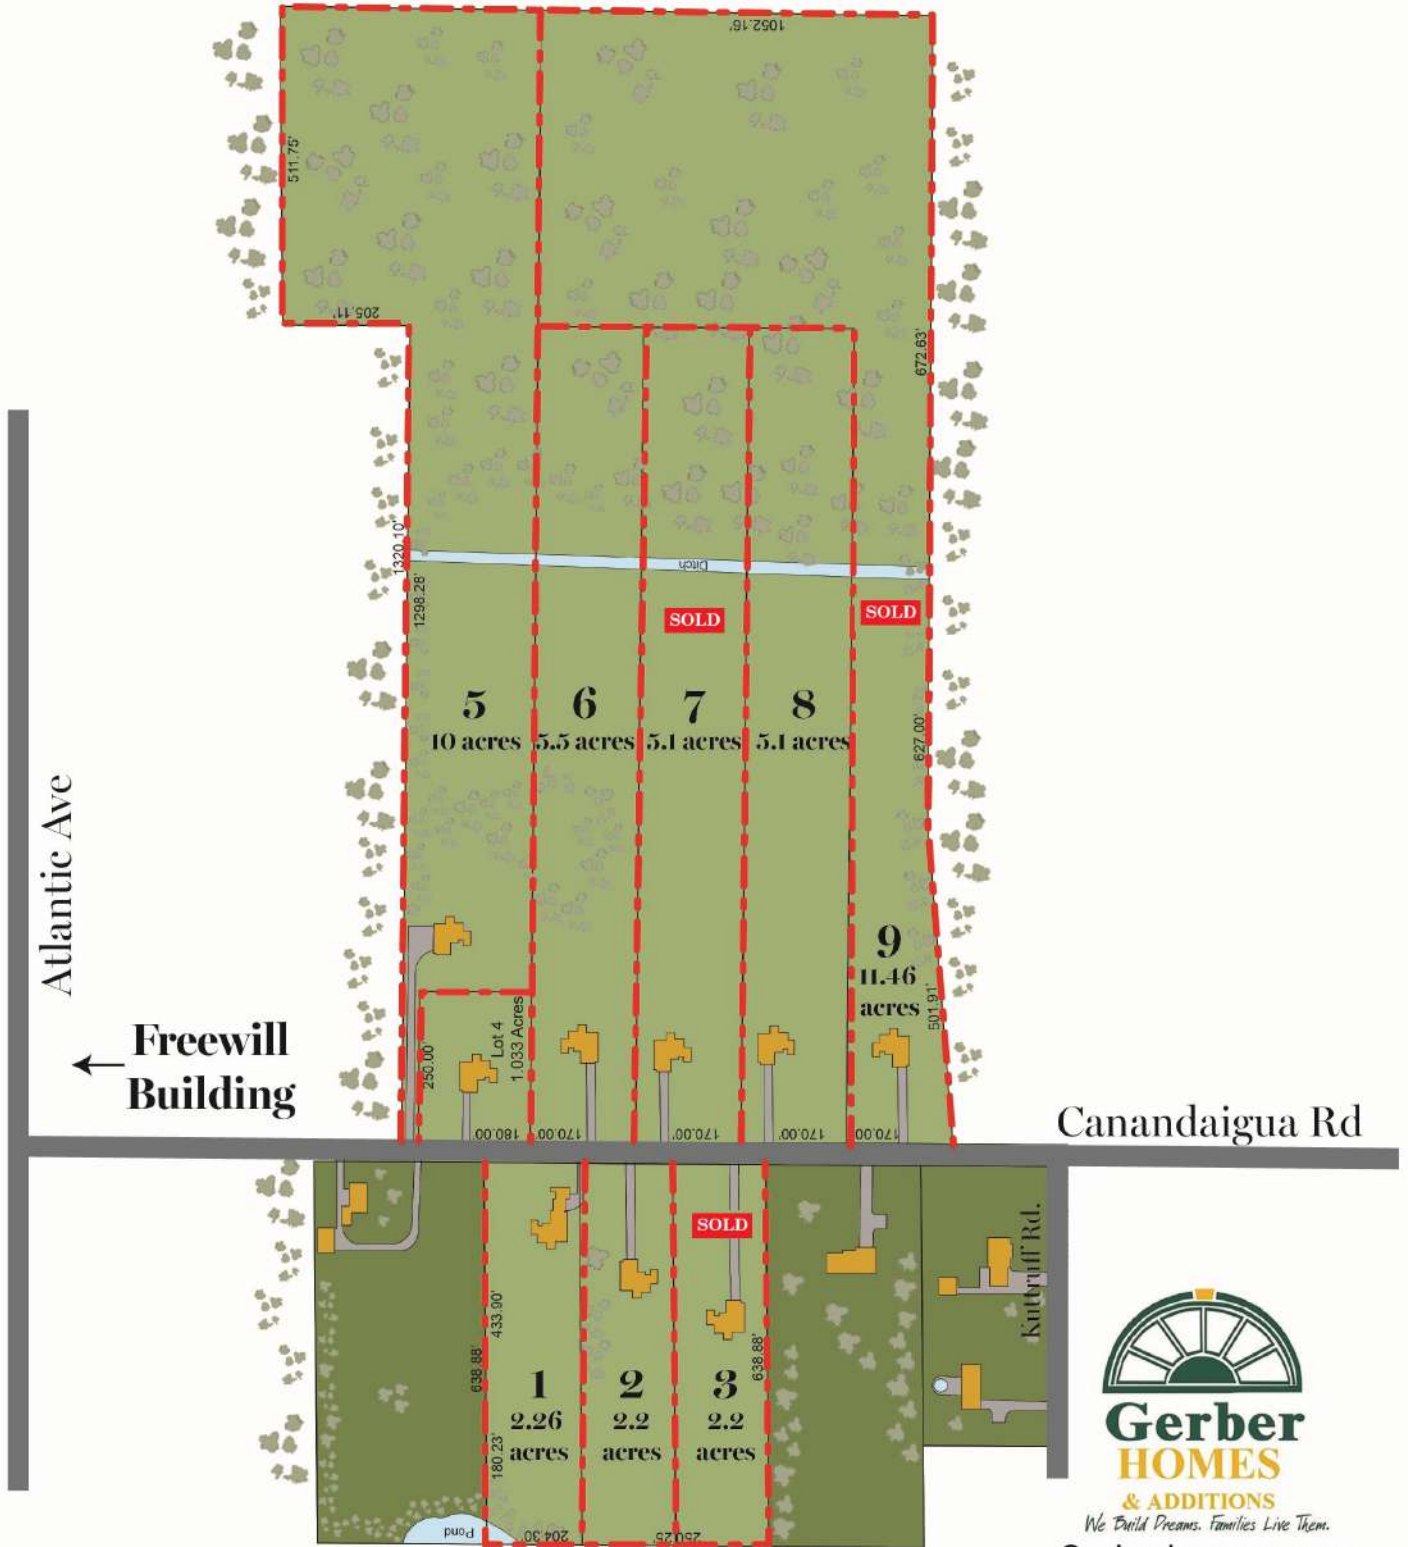 1052.16'
511.75'
205.11'
672.63'
1320.10'
1298.28'
Ditch
SOLD
SOLD
5
10 acres
6
5.5 acres
7
5.1 acres
8
5.1 acres
627.00'
Atlantic Ave
9
11.46
acres
501.91'
Freewill
Building
250.00'
Lot 4
1.033 Acres
180.00'
170.00'
170.00'
170.00'
170.00'
Canandaigua Rd
SOLD
Kuttruff Rd.
433.90'
638.88'
638.88'
1
2.26
acres
2
2.2
acres
3
2.2
acres
180.23'
Pond
204.30
250.25'
Gerber
HOMES
& ADDITIONS
We Build Dreams. Families Live Them.